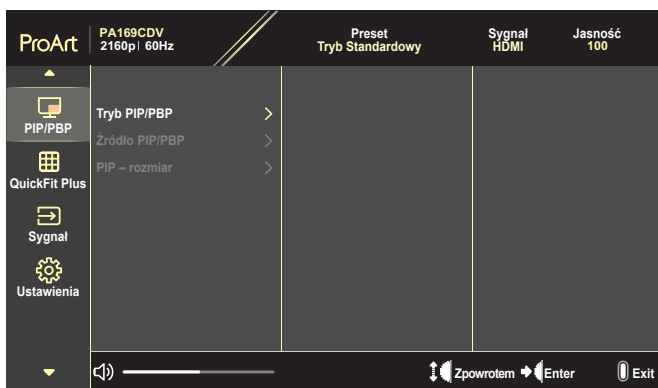 ProArt
PA169CDV
2160p| 60Hz
Preset
Tryb Standardowy
Sygnał
HDMI
Jasność
100
PIP/PBP
QuickFit Plus
Sygnał
Ustawienia
Tryb PIP/PBP
Źródło PIP/PBP
PIP – rozmiar
Zpowrotem
Enter
Exit